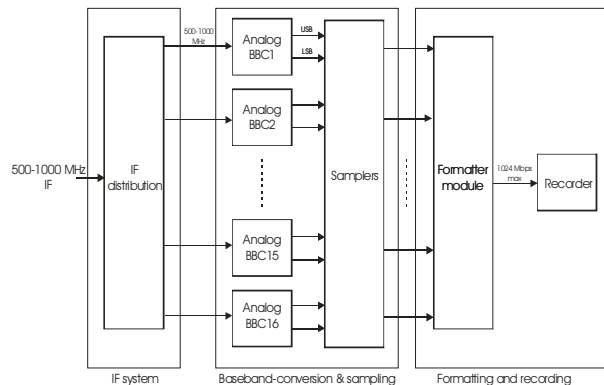 500-1000
MHz
USB
LSB
Analog
BBC1
Analog
BBC2
500-1000 MHz
IF
IF
distribution
Samplers
Formatter
module
1024 Mbps
max
Recorder
Analog
BBC15
Analog
BBC16
IF system
Baseband-conversion & sampling
Formatting and recording